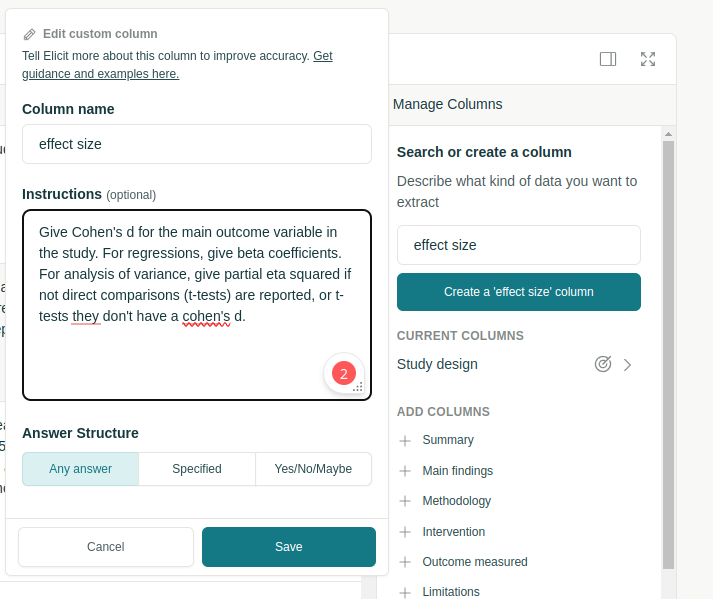 Edit custom column
Tell Elicit more about this column to improve accuracy. Get
guidance and examples here.
Column name
effect size
Instructions (optional)
Give Cohen's d for the main outcome variable in
the study. For regressions, give beta coefficients.
For analysis of variance, give partial eta squared if
not direct comparisons (t-tests) are reported, or t-
tests they don't have a cohen's d.
2
Answer Structure
Any answer
Specified
Yes/No/Maybe
Cancel
Save
Manage Columns
Search or create a column
Describe what kind of data you want to
extract
effect size
Create a 'effect size' column
CURRENT COLUMNS
Study design
ADD COLUMNS
Summary
Main findings
Methodology
Intervention
Outcome measured
Limitations